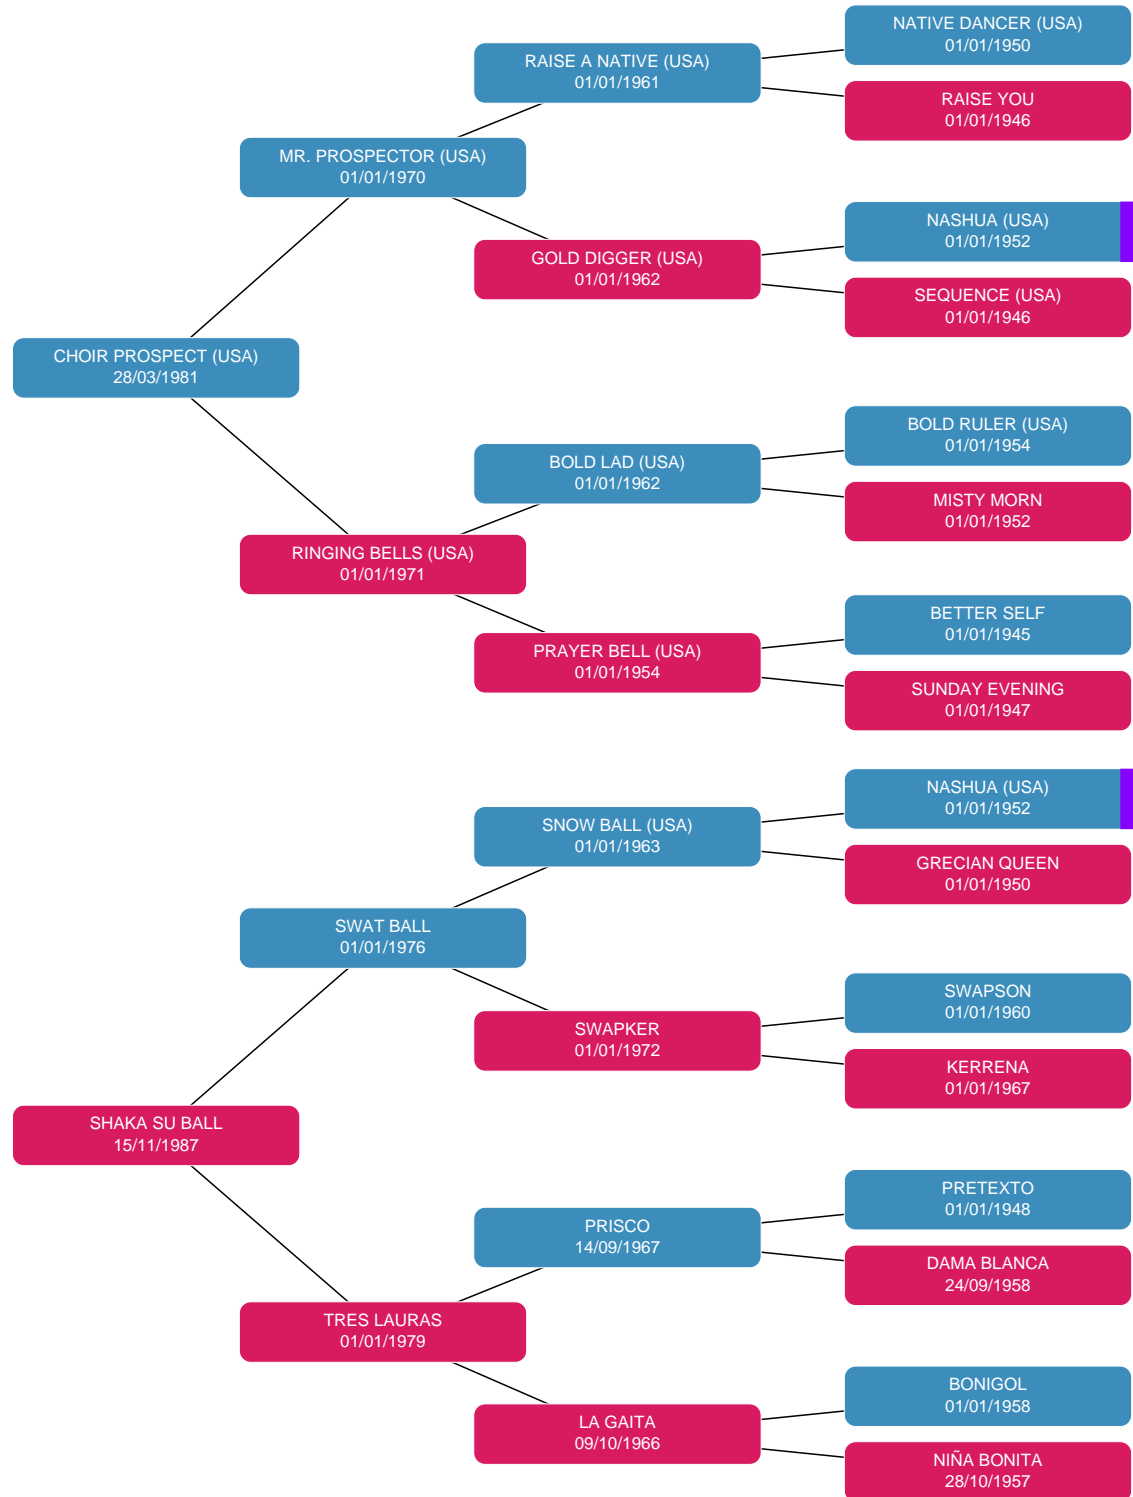 NATIVE DANCER (USA)
01/01/1950
RAISE A NATIVE (USA)
01/01/1961
RAISE YOU
01/01/1946
MR. PROSPECTOR (USA)
01/01/1970
NASHUA (USA)
01/01/1952
GOLD DIGGER (USA)
01/01/1962
SEQUENCE (USA)
01/01/1946
CHOIR PROSPECT (USA)
28/03/1981
BOLD RULER (USA)
01/01/1954
BOLD LAD (USA)
01/01/1962
MISTY MORN
01/01/1952
RINGING BELLS (USA)
01/01/1971
BETTER SELF
01/01/1945
PRAYER BELL (USA)
01/01/1954
SUNDAY EVENING
01/01/1947
NASHUA (USA)
01/01/1952
SNOW BALL (USA)
01/01/1963
GRECIAN QUEEN
01/01/1950
SWAT BALL
01/01/1976
SWAPSON
01/01/1960
SWAPKER
01/01/1972
KERRENA
01/01/1967
SHAKA SU BALL
15/11/1987
PRETEXTO
01/01/1948
PRISCO
14/09/1967
DAMA BLANCA
24/09/1958
TRES LAURAS
01/01/1979
BONIGOL
01/01/1958
LA GAITA
09/10/1966
NIÑA BONITA
28/10/1957